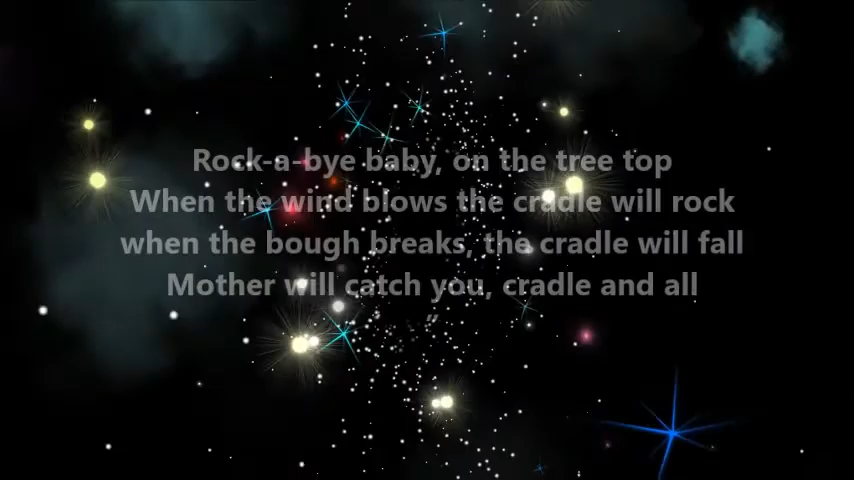 Rock-a-bye baby, on the tree top
When the wind blows the cradle will rock
when the bough breaks, the cradle will fall
Mother will catch you, cradle and all
”